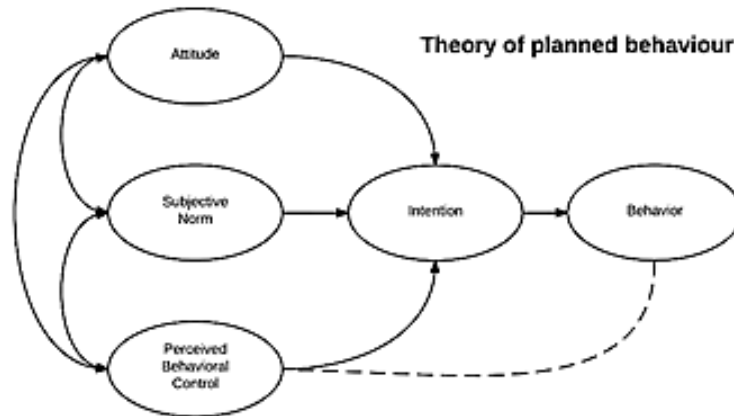 Theory of planned behaviour
Attitude
Subjective
Norm
Intention
Behavior
Perceived
Behavioral
Control